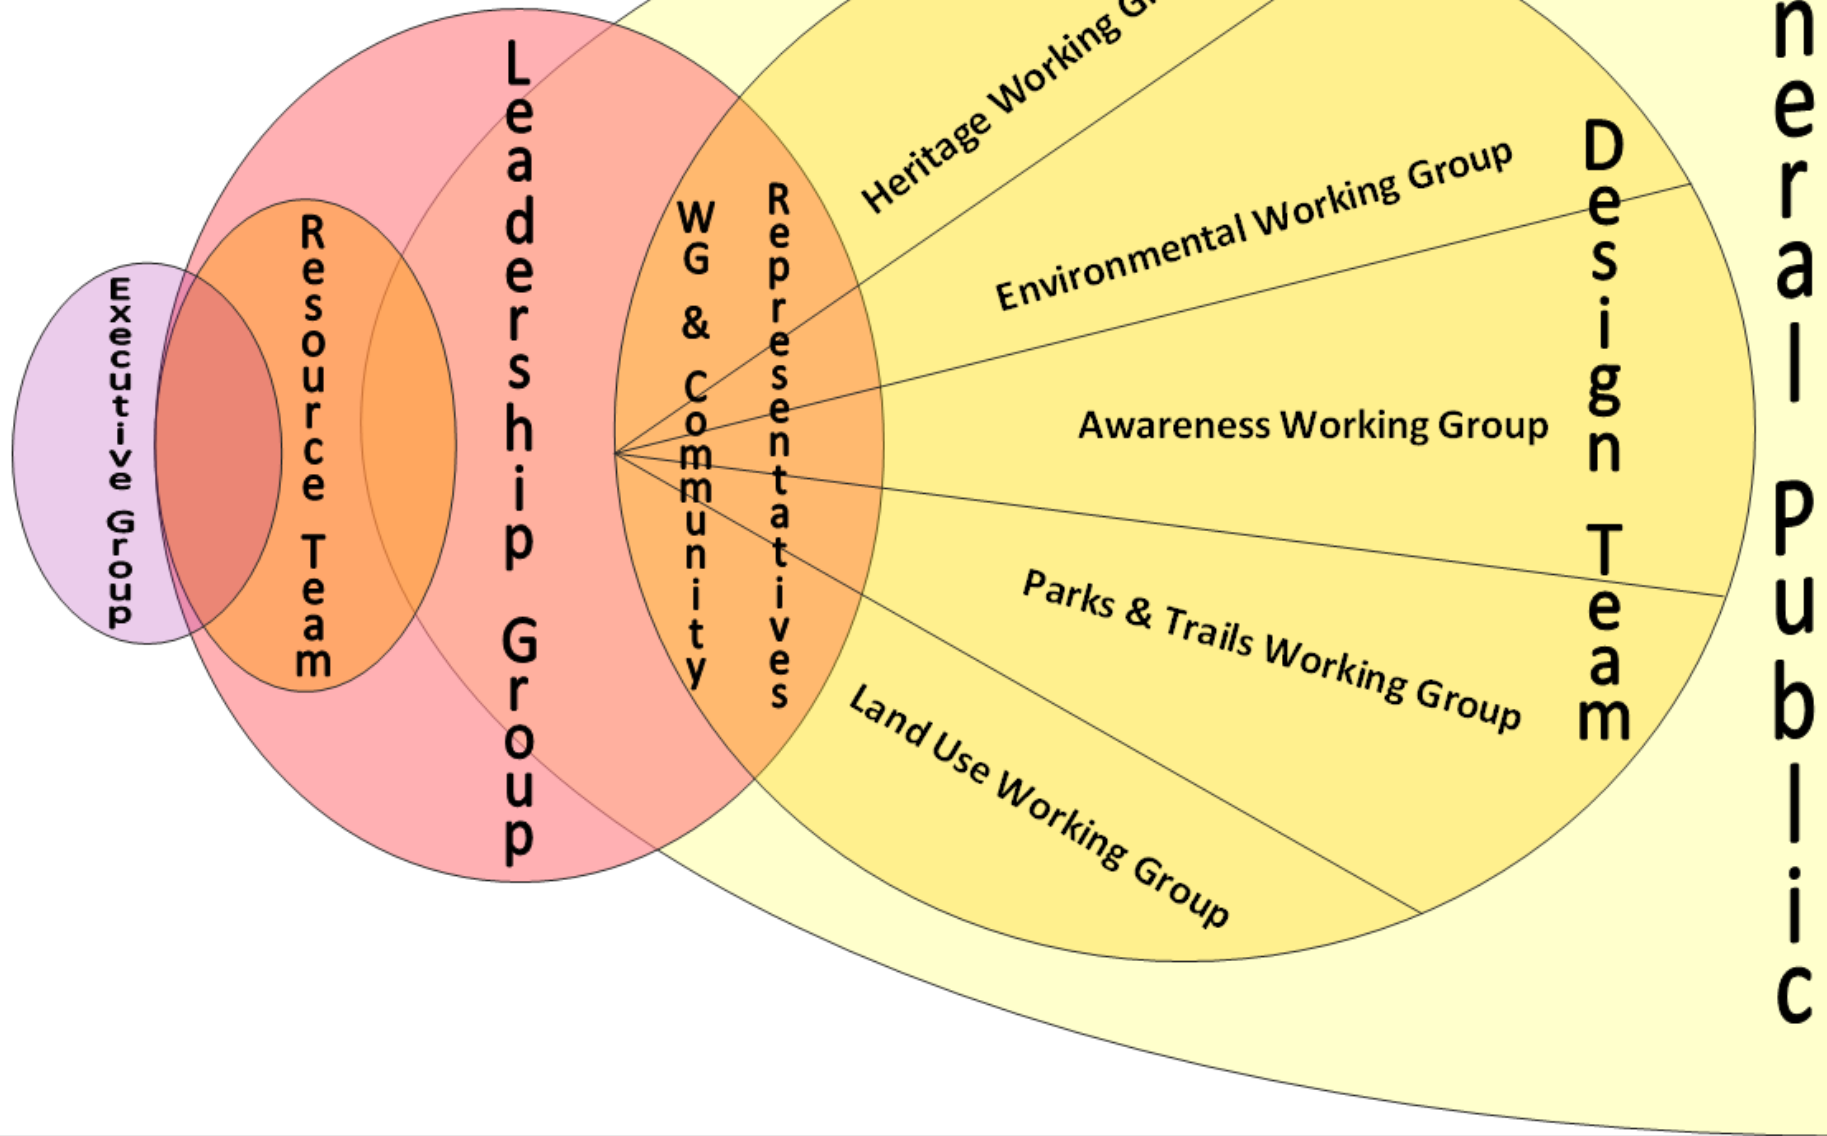 Executive Group
Resource Team
Leadership Group
WG & Community
Representatives
Heritage Working
Environmental Working Group
Awareness Working Group
Parks & Trails Working Group
Land Use Working Group
Design Team
neral Public